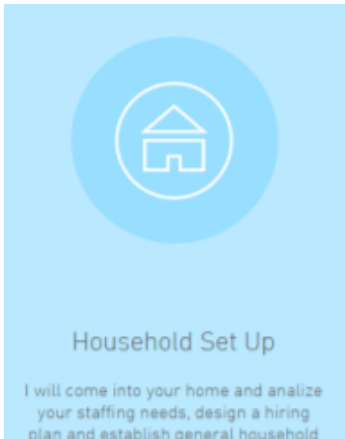 Household Set Up
I will come into your home and analize
your staffing needs, design a hiring
plan and establish general household